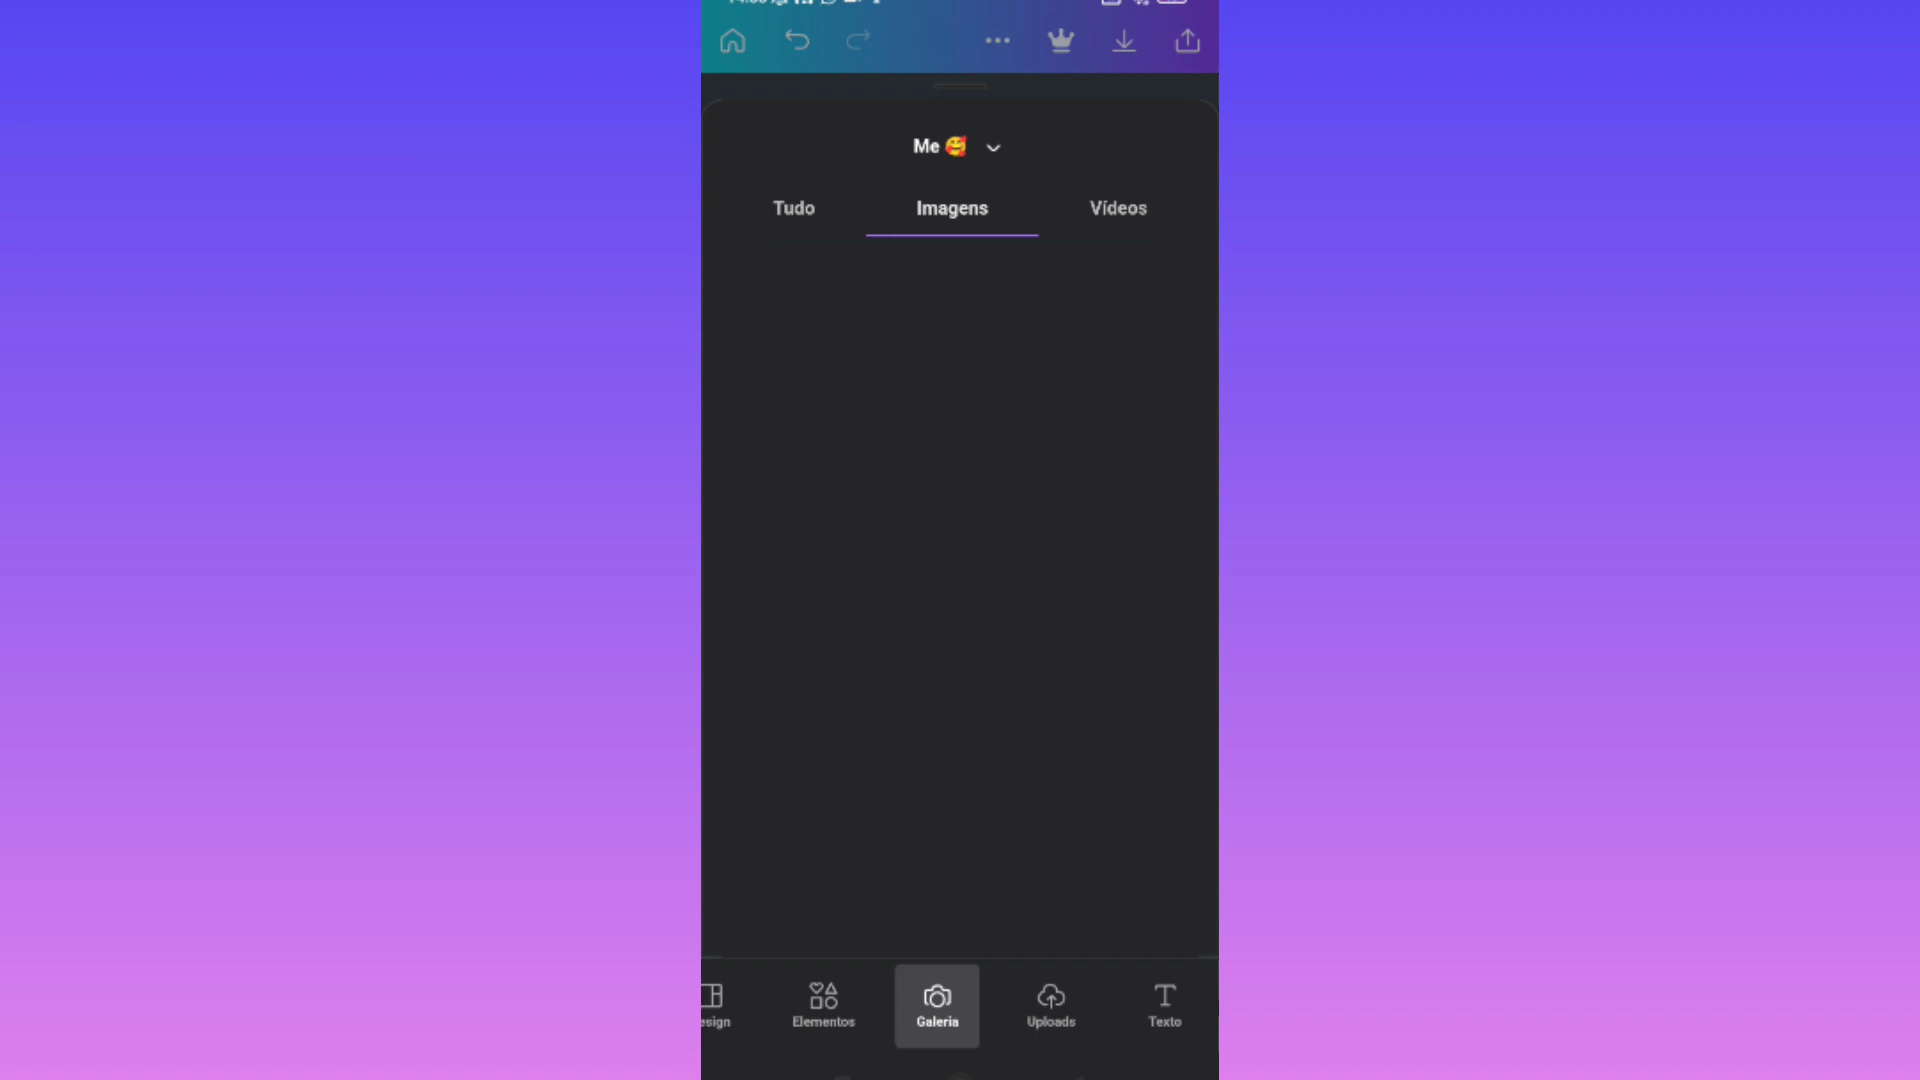 Me 🥰
Tudo Imagens Vídeos
esign Elementos Galeria Uploads Texto